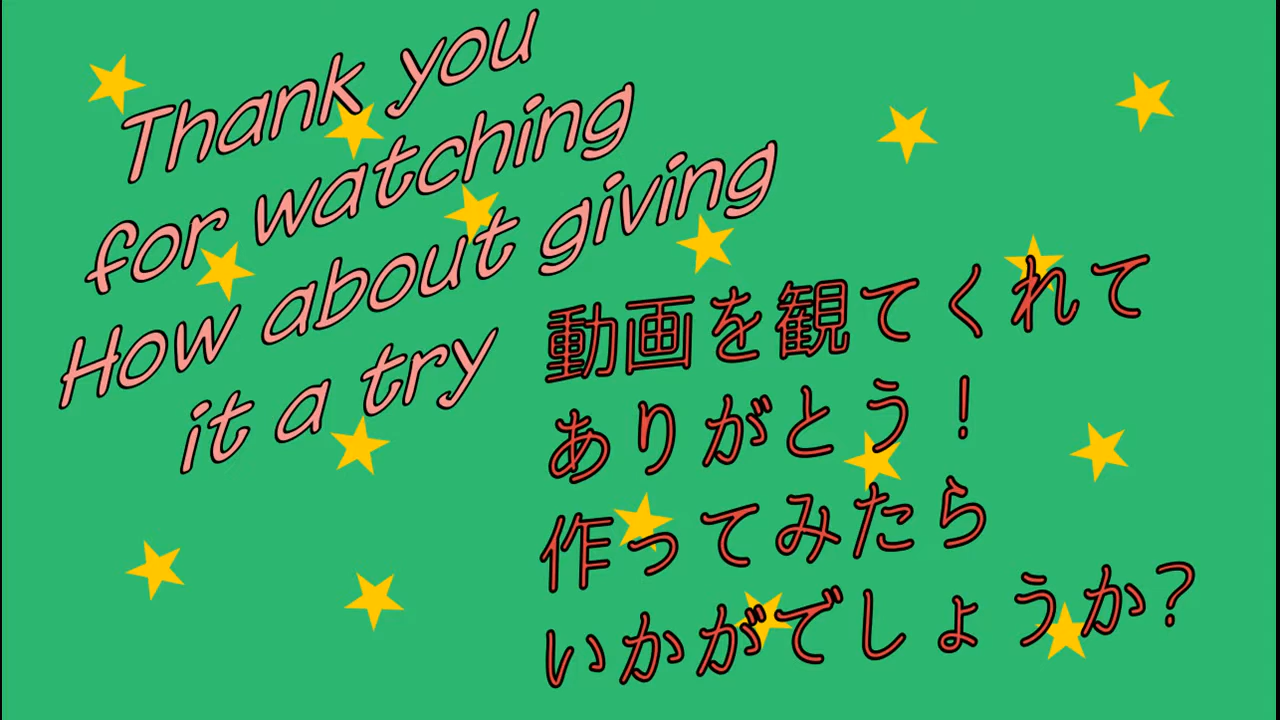 Thank you
for watching
How about giving
it a try
動画を観てくれて
ありがとう！
作ってみたら
いかがでしょうか？